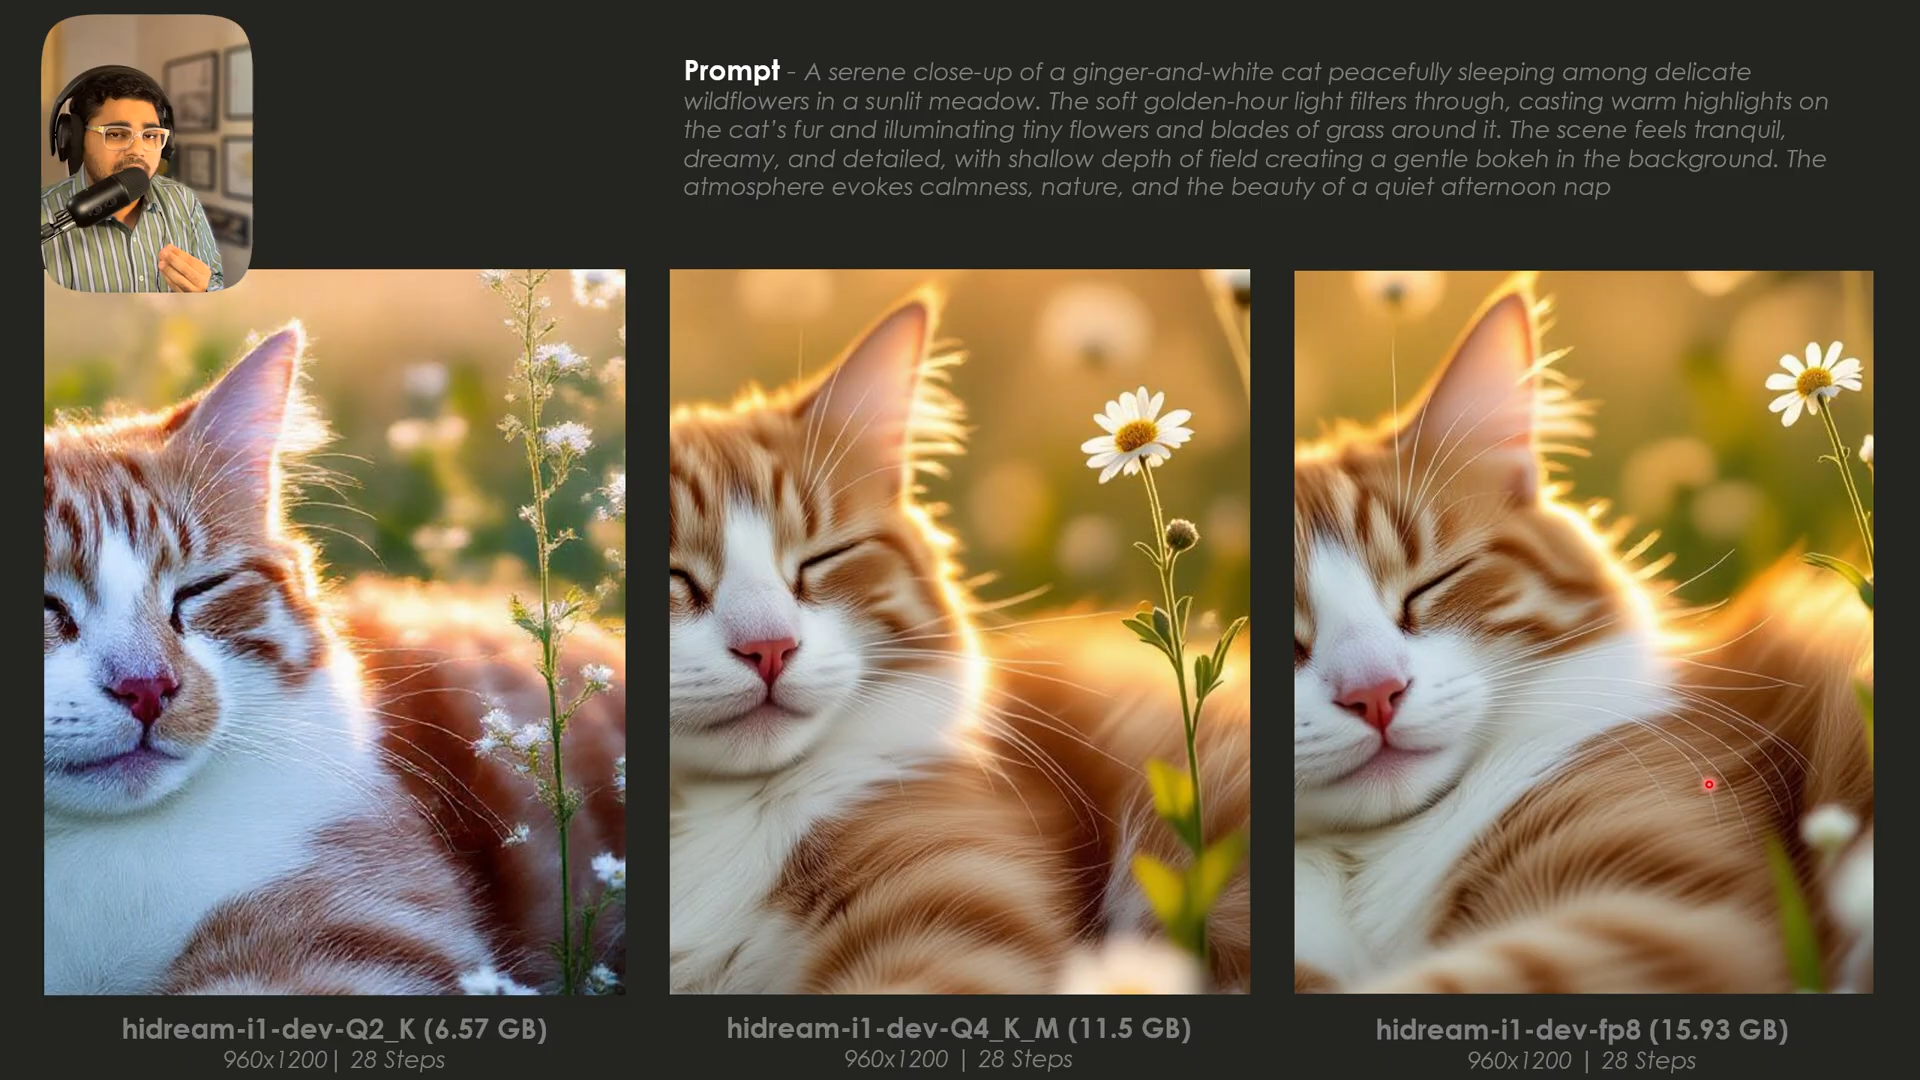 Prompt - A serene close-up of a ginger-and-white cat peacefully sleeping among delicate
wildflowers in a sunlit meadow. The soft golden-hour light filters through, casting warm highlights on
the cat’s fur and illuminating tiny flowers and blades of grass around it. The scene feels tranquil,
dreamy, and detailed, with shallow depth of field creating a gentle bokeh in the background. The
atmosphere evokes calmness, nature, and the beauty of a quiet afternoon nap
hidream-i1-dev-Q2_K (6.57 GB)
960x1200| 28 Steps
hidream-i1-dev-Q4_K_M (11.5 GB)
960x1200 | 28 Steps
hidream-i1-dev-fp8 (15.93 GB)
960x1200 | 28 Steps